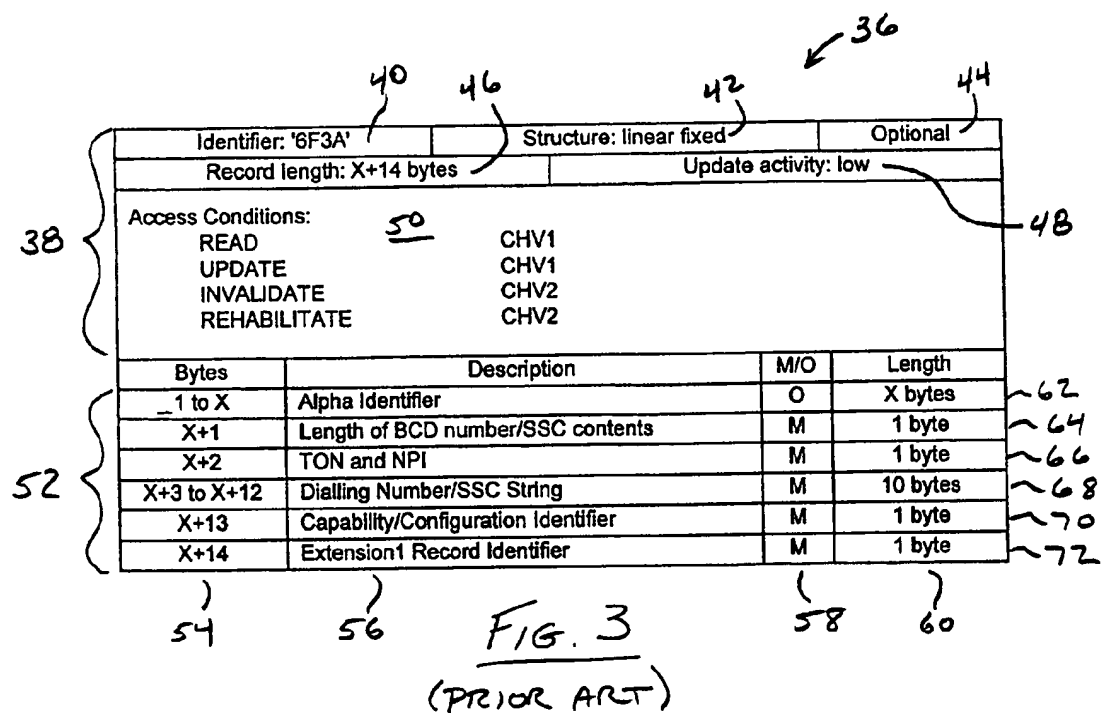 36
40 46 42 44
Identifier: '6F3A' Structure: linear fixed Optional
Record length: X+14 bytes Update activity: low
48
Access Conditions: 50
38
READ CHV1
UPDATE CHV1
INVALIDATE CHV2
REHABILITATE CHV2
Bytes Description M/O Length
1 to X Alpha Identifier O X bytes 62
X+1 Length of BCD number/SSC contents M 1 byte 64
X+2 TON and NPI M 1 byte 66
52
X+3 to X+12 Dialling Number/SSC String M 10 bytes 68
X+13 Capability/Configuration Identifier M 1 byte 70
X+14 Extension1 Record Identifier M 1 byte 72
54 56 58 60
FIG. 3
(PRIOR ART)